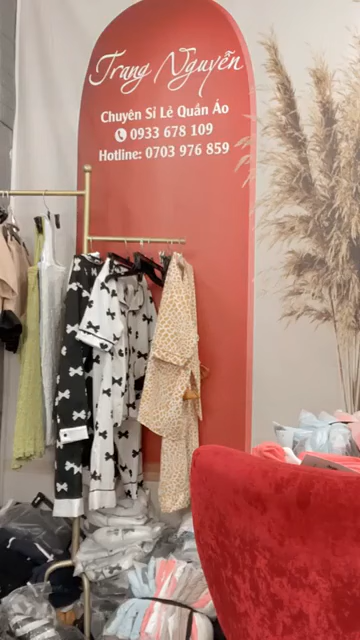 Trang Nguyễn
Chuyên Sỉ Lẻ Quần Áo
0933 678 109
Hotline: 0703 976 859